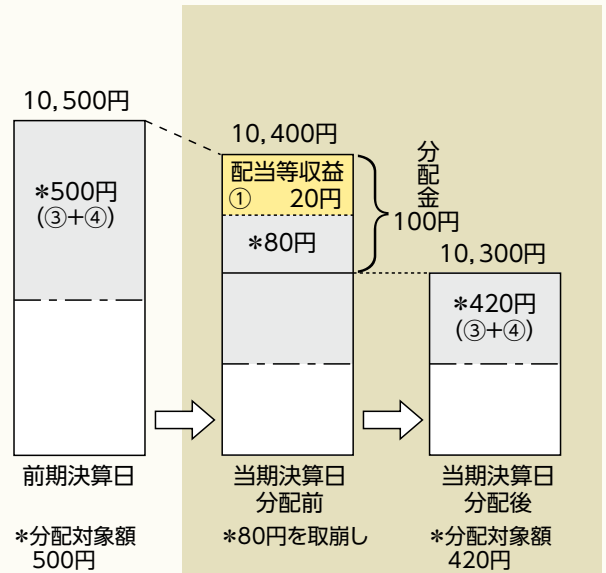 10,500円
*500円
(③+④)
前期決算日
*分配対象額
500円
10,400円
配当等収益
① 20円
*80円
分配金
100円
当期決算日
分配前
*80円を取崩し
10,300円
*420円
(③+④)
当期決算日
分配後
*分配対象額
420円